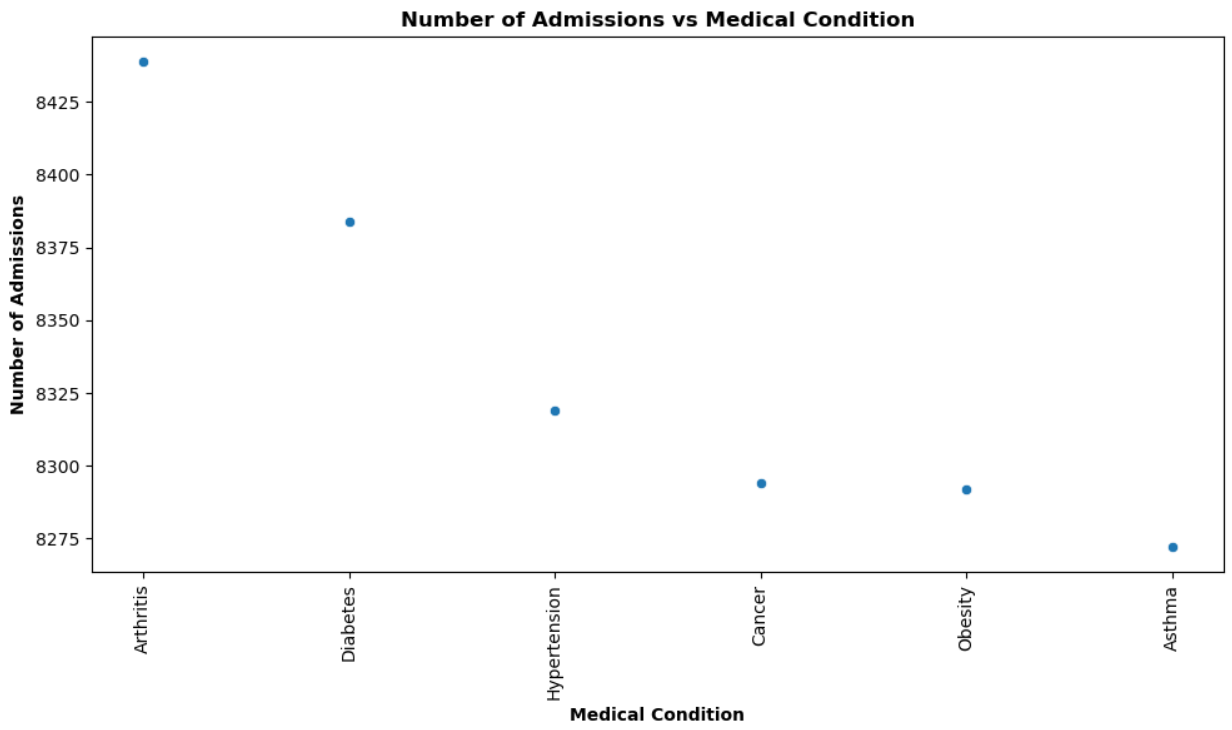 Number of Admissions vs Medical Condition
Number of Admissions
8425
8400
8375
8350
8325
8300
8275
Arthritis
Diabetes
Hypertension
Cancer
Obesity
Asthma
Medical Condition